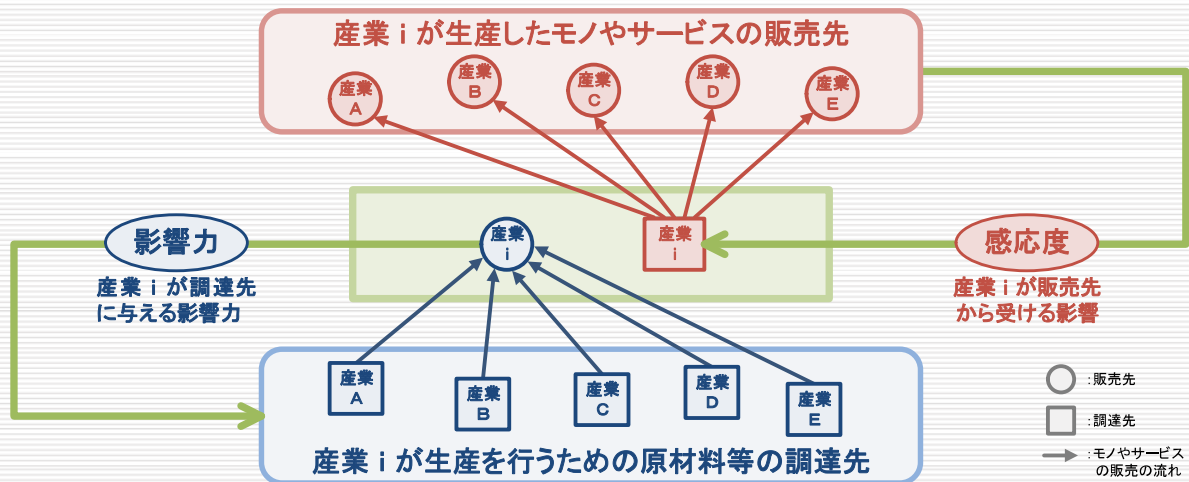 産業ｉが生産したモノやサービスの販売先
産業
A
産業
B
産業
C
産業
D
産業
E
影響力
産業ｉが調達先
に与える影響力
産業
i
産業
i
感応度
産業ｉが販売先
から受ける影響
産業
A
産業
B
産業
C
産業
D
産業
E
産業ｉが生産を行うための原材料等の調達先
：販売先
：調達先
：モノやサービス
の販売の流れ